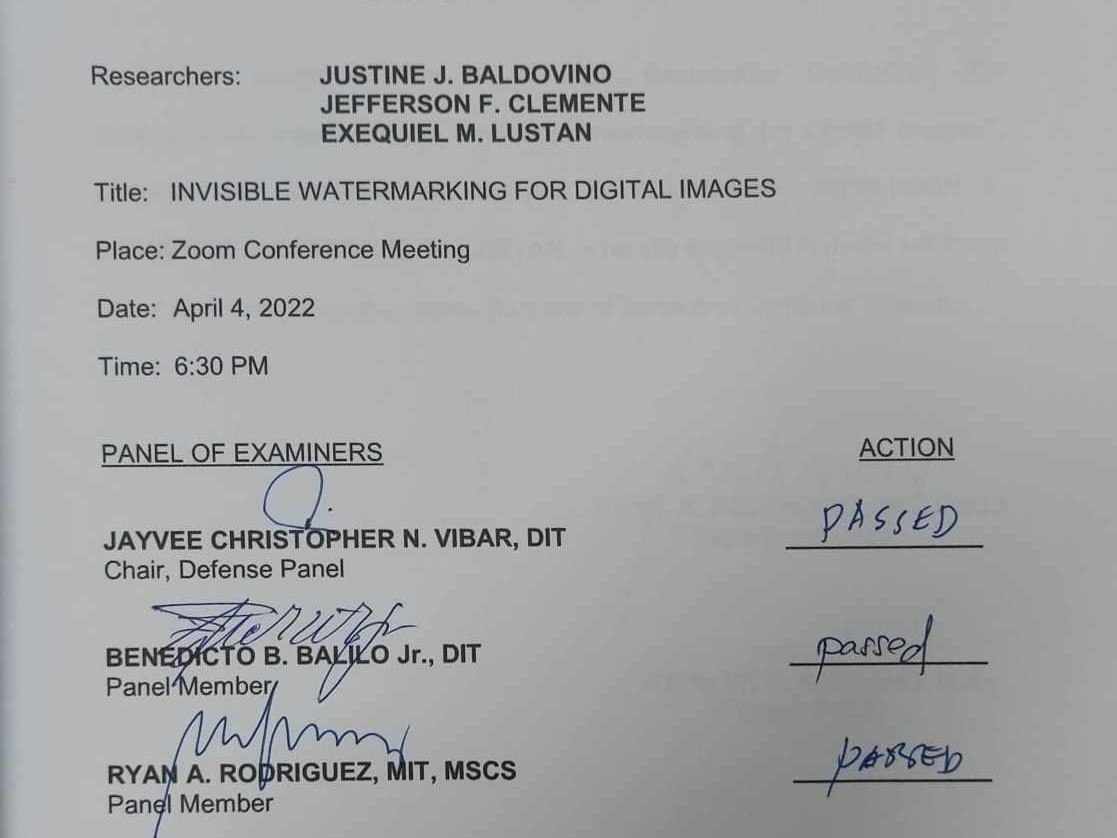 Researchers: JUSTINE J. BALDOVINO
JEFFERSON F. CLEMENTE
EXEQUIEL M. LUSTAN
Title: INVISIBLE WATERMARKING FOR DIGITAL IMAGES
Place: Zoom Conference Meeting
Date: April 4, 2022
Time: 6:30 PM
PANEL OF EXAMINERS ACTION
JAYVEE CHRISTOPHER N. VIBAR, DIT PASSED
Chair, Defense Panel
BENEDICTO B. BALILO Jr., DIT passed
Panel Member
RYAN A. RODRIGUEZ, MIT, MSCS PASSED
Panel Member